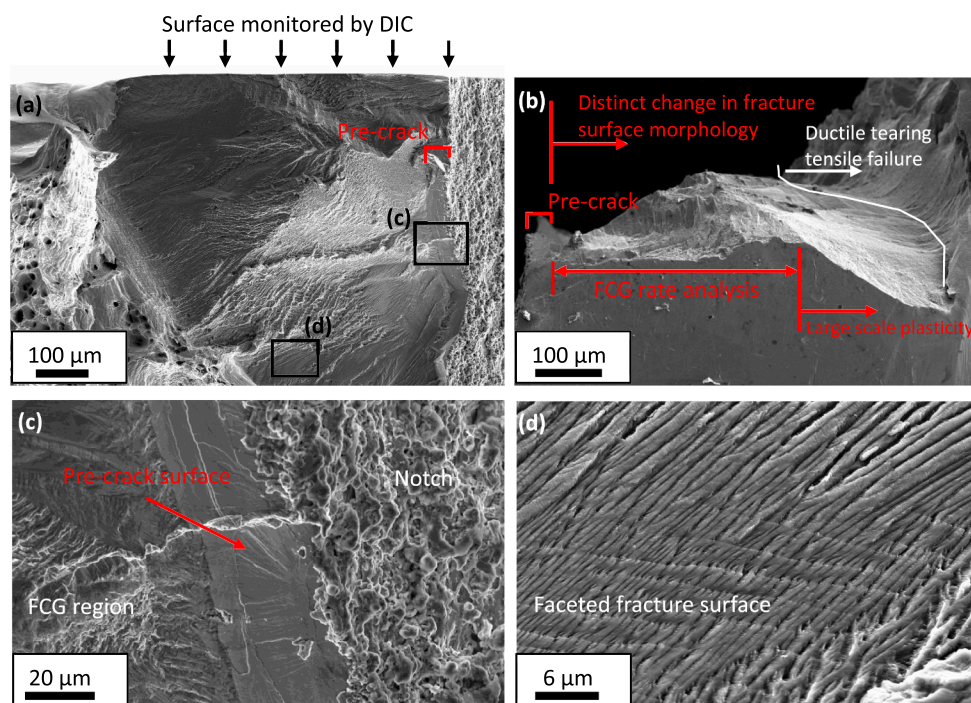 Surface monitored by DIC
(a)
Pre-crack
(c)
(d)
100 µm
(b)
Distinct change in fracture
surface morphology
Ductile tearing
tensile failure
Pre-crack
FCG rate analysis
Large scale plasticity
100 µm
(c)
Pre-crack surface
Notch
FCG region
20 µm
(d)
Faceted fracture surface
6 µm